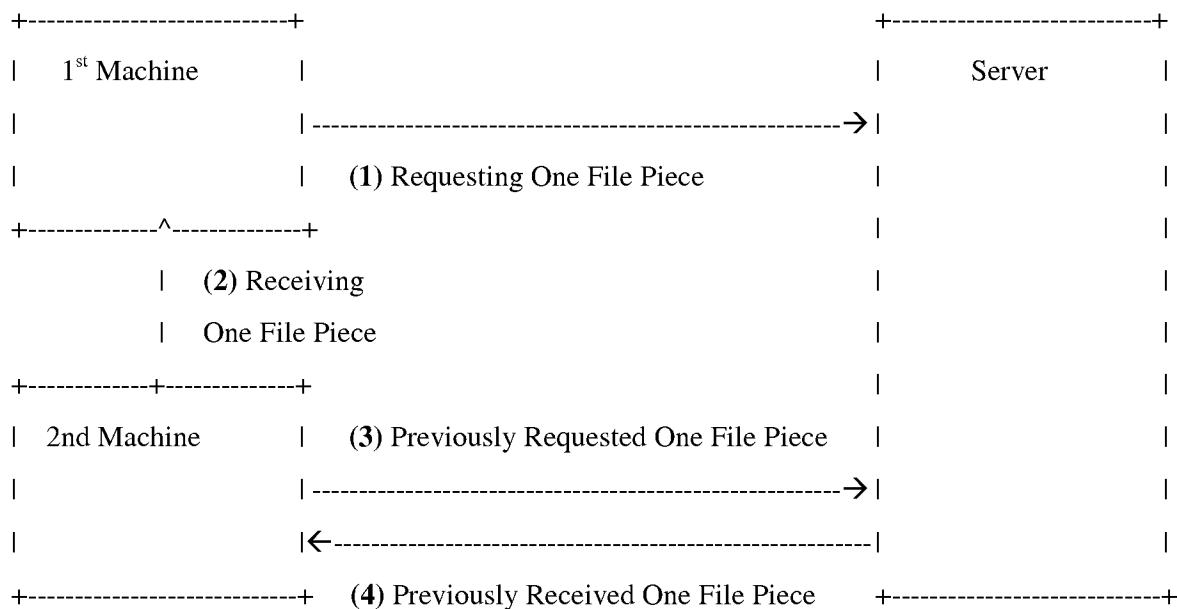 1st Machine Server
(1) Requesting One File Piece
(2) Receiving
One File Piece
2nd Machine (3) Previously Requested One File Piece
(4) Previously Received One File Piece